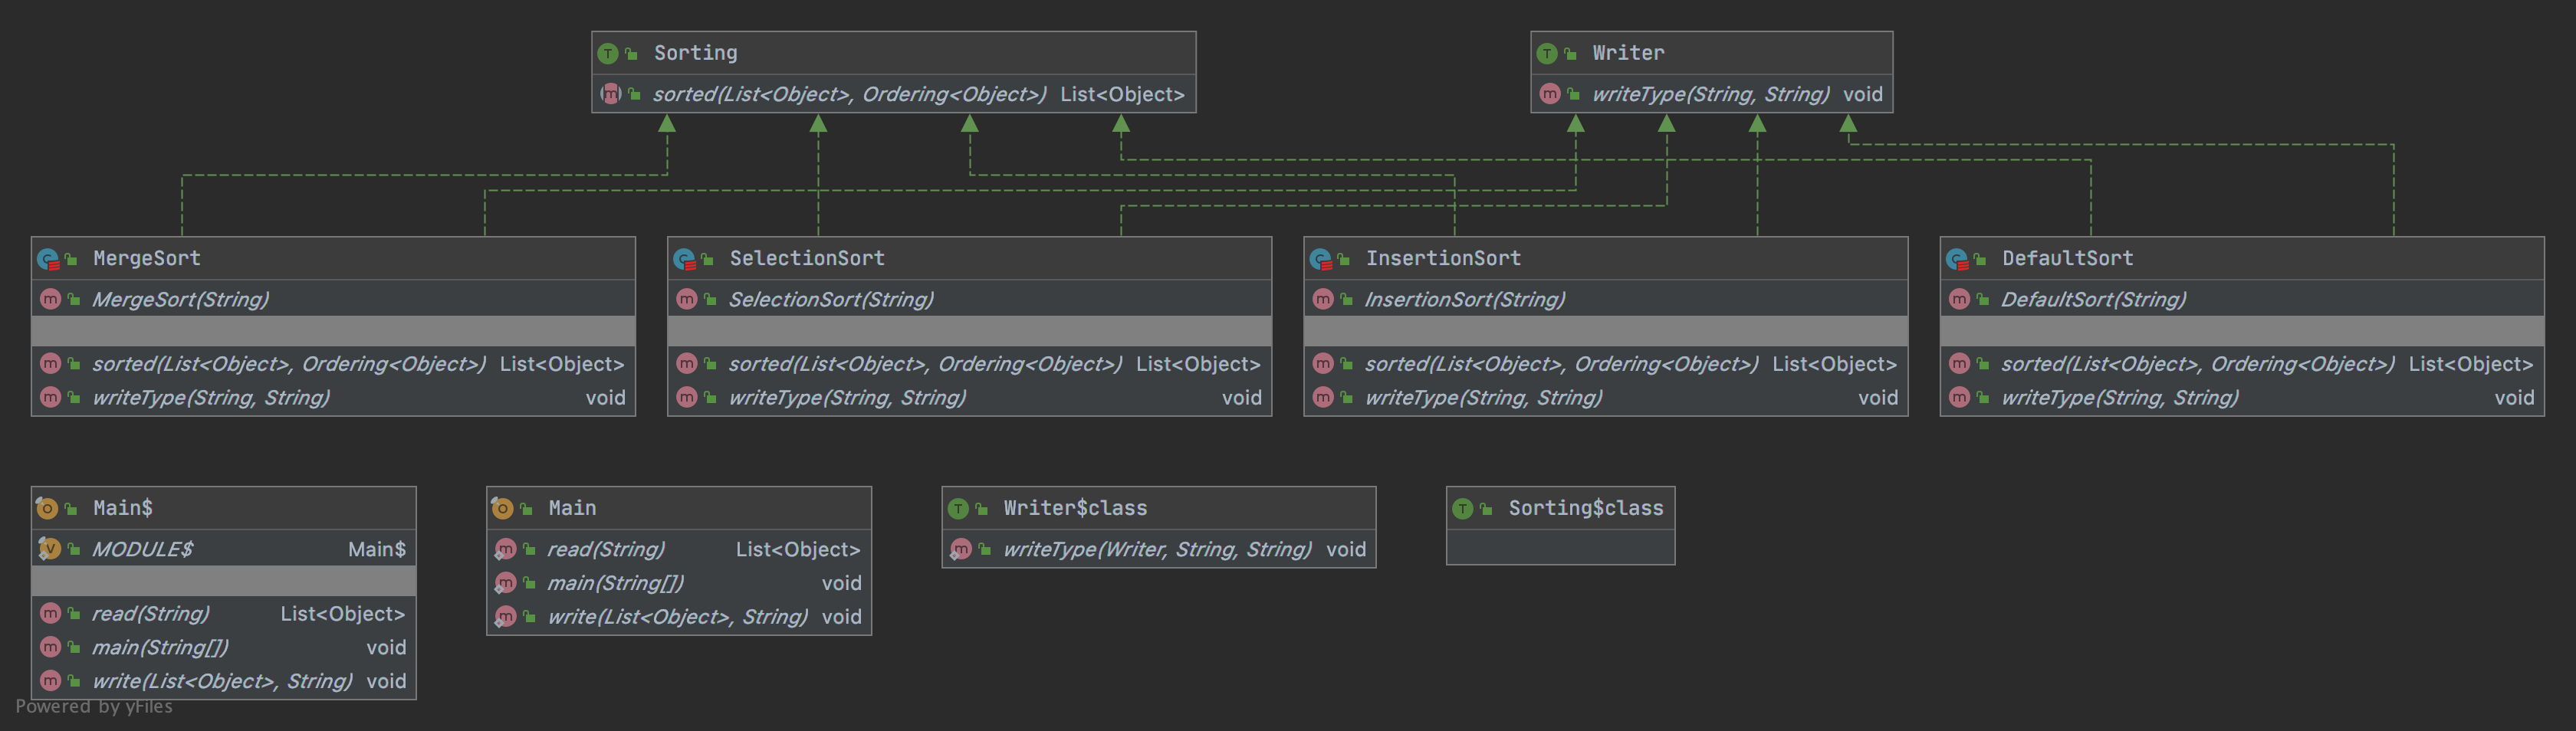 Sorting
sorted(List<Object>, Ordering<Object>) List<Object>
Writer
writeType(String, String) void
MergeSort
MergeSort(String)
sorted(List<Object>, Ordering<Object>) List<Object>
writeType(String, String) void
SelectionSort
SelectionSort(String)
sorted(List<Object>, Ordering<Object>) List<Object>
writeType(String, String) void
InsertionSort
InsertionSort(String)
sorted(List<Object>, Ordering<Object>) List<Object>
writeType(String, String) void
DefaultSort
DefaultSort(String)
sorted(List<Object>, Ordering<Object>) List<Object>
writeType(String, String) void
Main$
MODULE$ Main$
read(String) List<Object>
main(String[]) void
write(List<Object>, String) void
Main
read(String) List<Object>
main(String[]) void
write(List<Object>, String) void
Writer$class
writeType(Writer, String, String) void
Sorting$class
Powered by yFiles